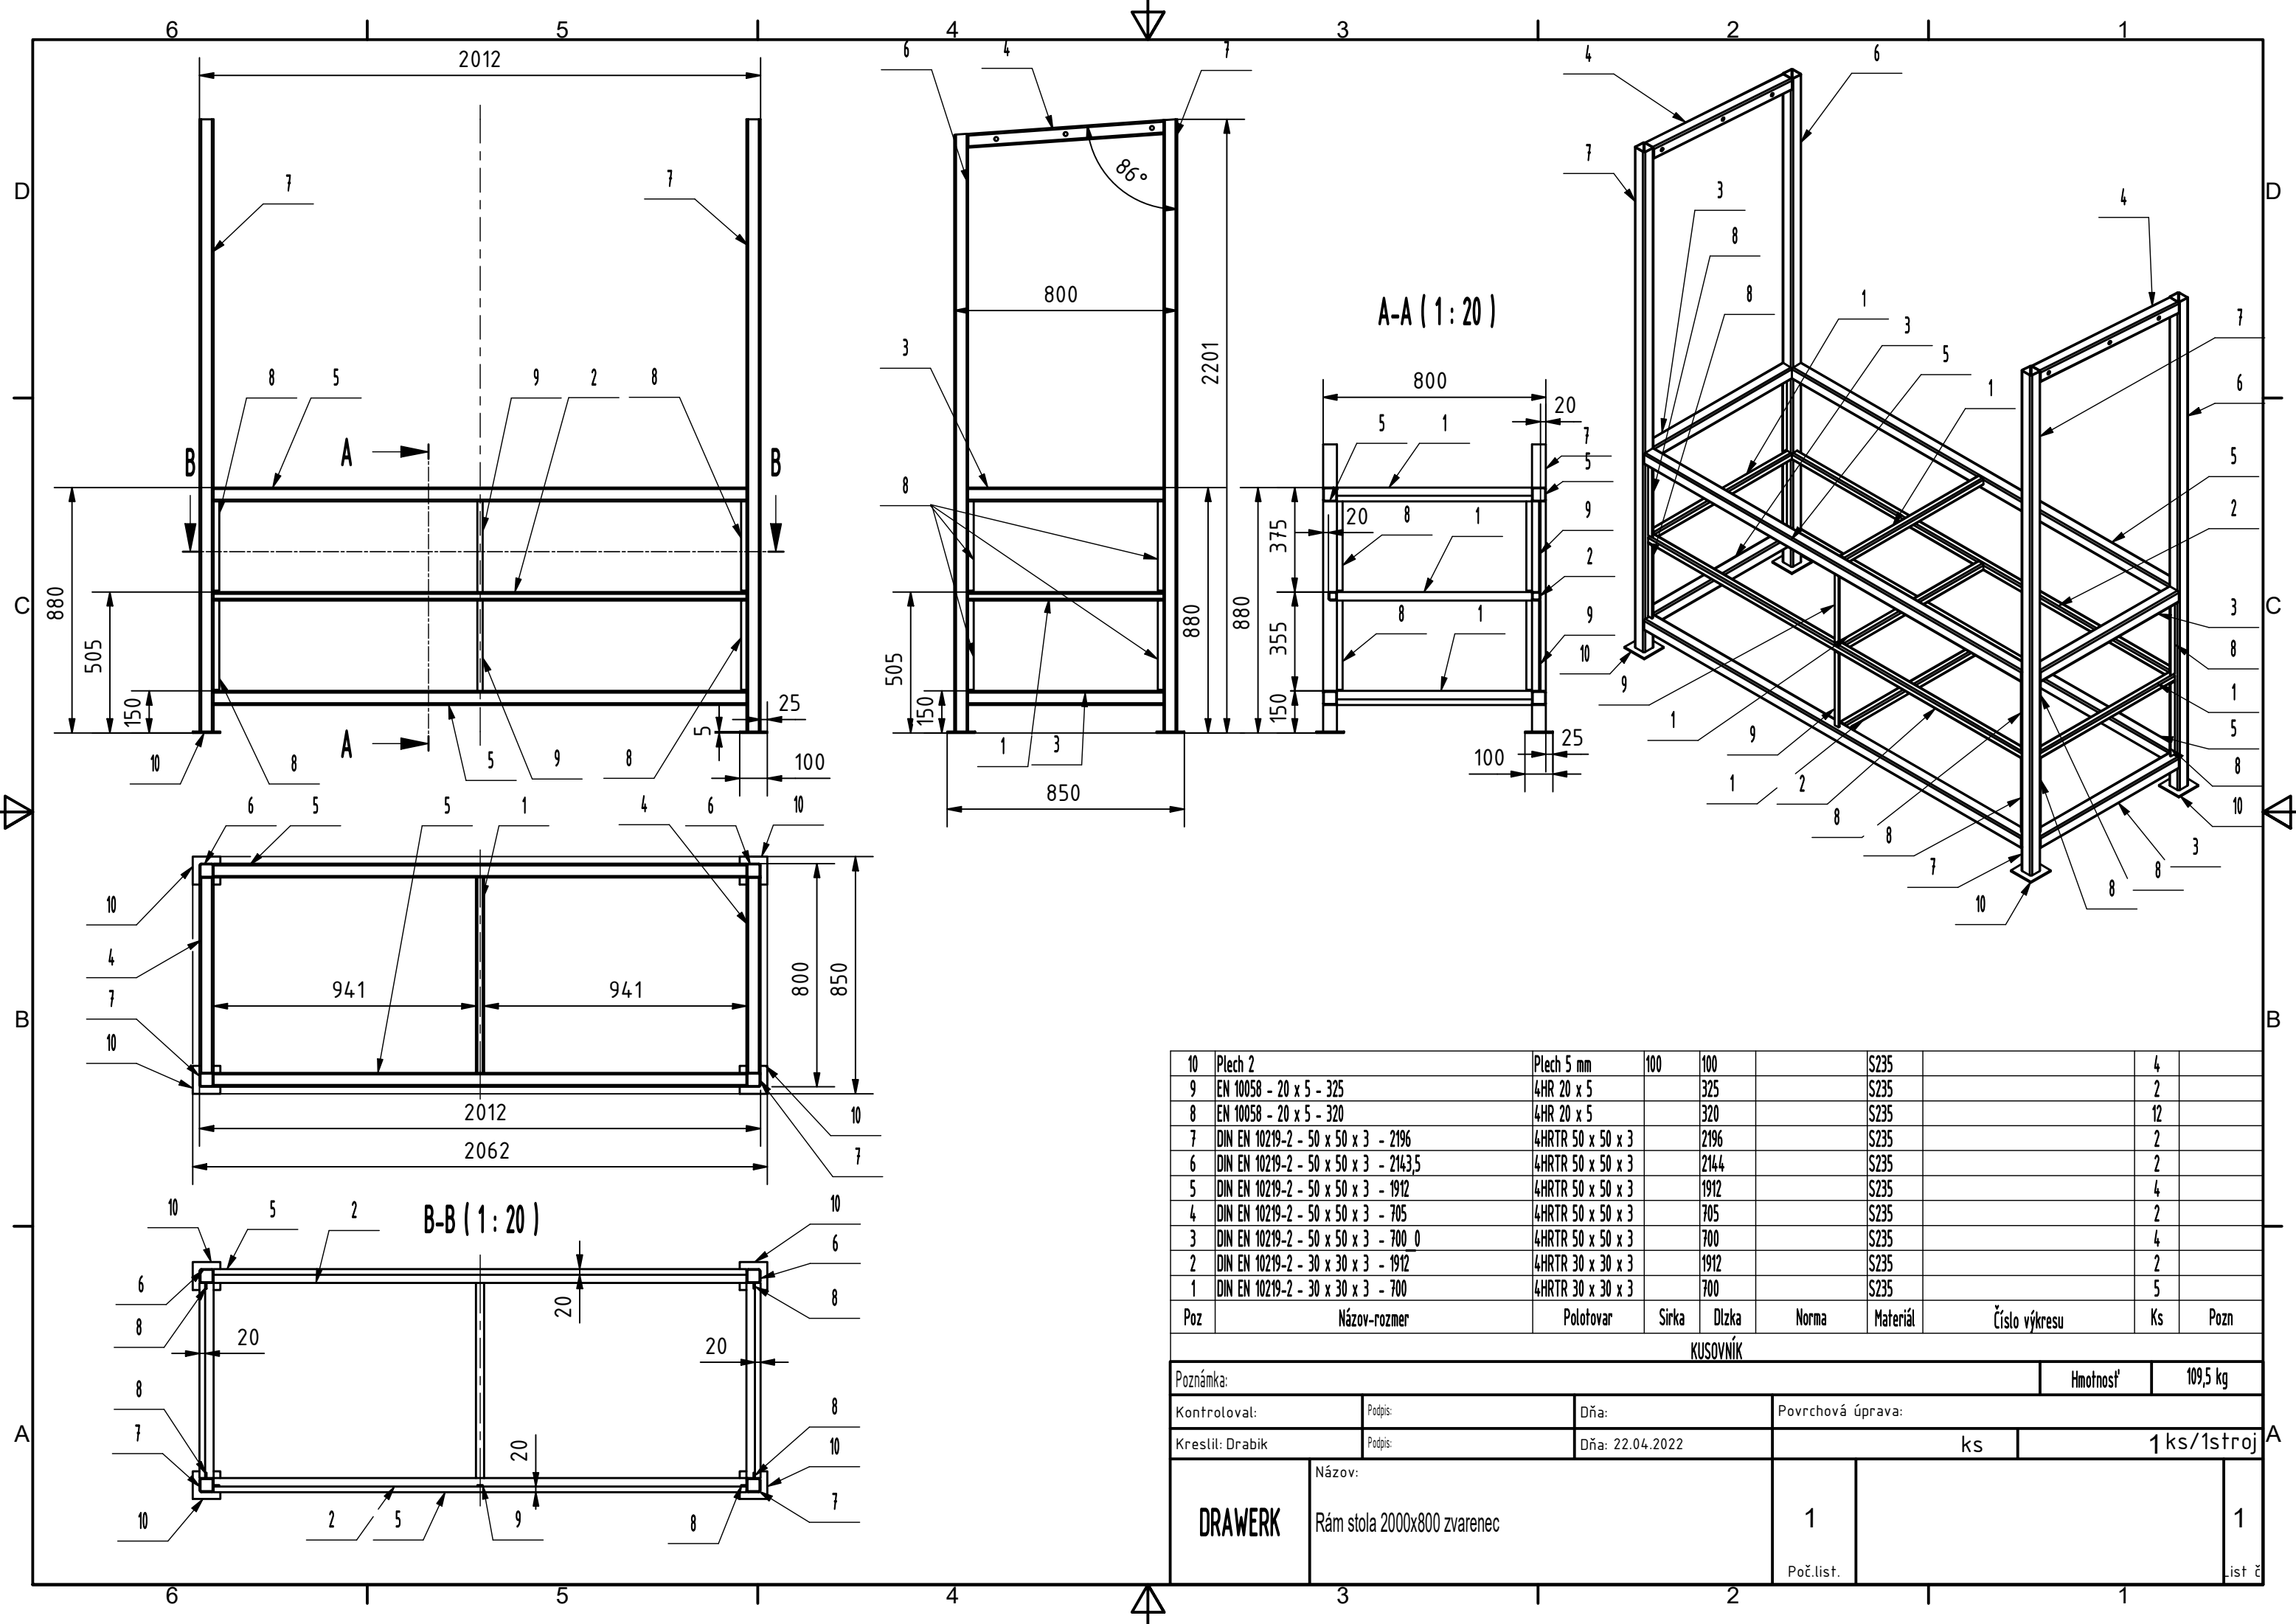 6 5 4 3 2 1
D C B A
2012
7 7
8 5 9 2 8
A
B B
880
505
150
A
10 8 5 9 8
5
25
100
6 4 7
86°
800
2201
3
8
880
505
150
1 3
850
A-A ( 1 : 20 )
800
20
5 1 7
5
20 8 1 9
2
8 1 9
880
375
355
150
25
100
4 6
7
3
8
8
1
3
5
1
4
7
6
5
2
3
8
1
5
8
10
10
9
1
9
1 2
8
8
7
10
8
8
3
6 5 5 1 4 6 10
10
4
7
10
941 941
800
850
2012
2062
10
7
B-B ( 1 : 20 )
10 5 2 10
6
6
8
8
20
20
20
8
7
20
8
10
7
10 2 5 9 8
10 Plech 2 Plech 5 mm 100 100 S235 4
9 EN 10058 - 20 x 5 - 325 4HR 20 x 5 325 S235 2
8 EN 10058 - 20 x 5 - 320 4HR 20 x 5 320 S235 12
7 DIN EN 10219-2 - 50 x 50 x 3 - 2196 4HRTR 50 x 50 x 3 2196 S235 2
6 DIN EN 10219-2 - 50 x 50 x 3 - 2143,5 4HRTR 50 x 50 x 3 2144 S235 2
5 DIN EN 10219-2 - 50 x 50 x 3 - 1912 4HRTR 50 x 50 x 3 1912 S235 4
4 DIN EN 10219-2 - 50 x 50 x 3 - 705 4HRTR 50 x 50 x 3 705 S235 2
3 DIN EN 10219-2 - 50 x 50 x 3 - 700_0 4HRTR 50 x 50 x 3 700 S235 4
2 DIN EN 10219-2 - 30 x 30 x 3 - 1912 4HRTR 30 x 30 x 3 1912 S235 2
1 DIN EN 10219-2 - 30 x 30 x 3 - 700 4HRTR 30 x 30 x 3 700 S235 5
Poz Názov-rozmer Polotovar Sirka Dlzka Norma Materiál Číslo výkresu Ks Pozn
KUSOVNÍK
Poznámka: Hmotnosť 109,5 kg
Kontroloval: Podpis: Dňa: Povrchová úprava:
Kreslil: Drabik Podpis: Dňa: 22.04.2022 ks 1 ks/1stroj
DRAWERK
Názov:
Rám stola 2000x800 zvarenec
1
Poč.list.
1
List č
D C B A
6 5 4 3 2 1